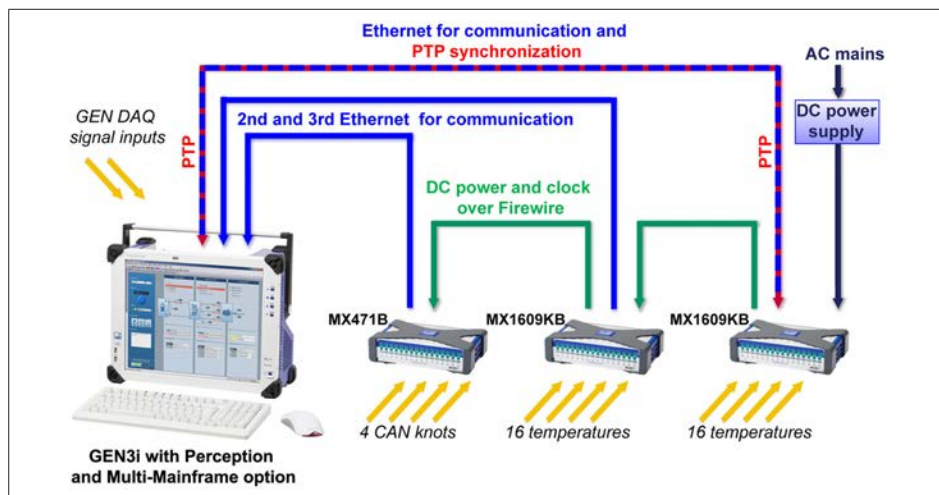 Ethernet for communication and
PTP synchronization
AC mains
GEN DAQ
signal inputs
2nd and 3rd Ethernet for communication
DC power
supply
PTP
PTP
DC power and clock
over Firewire
MX471B
MX1609KB
MX1609KB
4 CAN knots
16 temperatures
16 temperatures
GEN3i with Perception
and Multi-Mainframe option